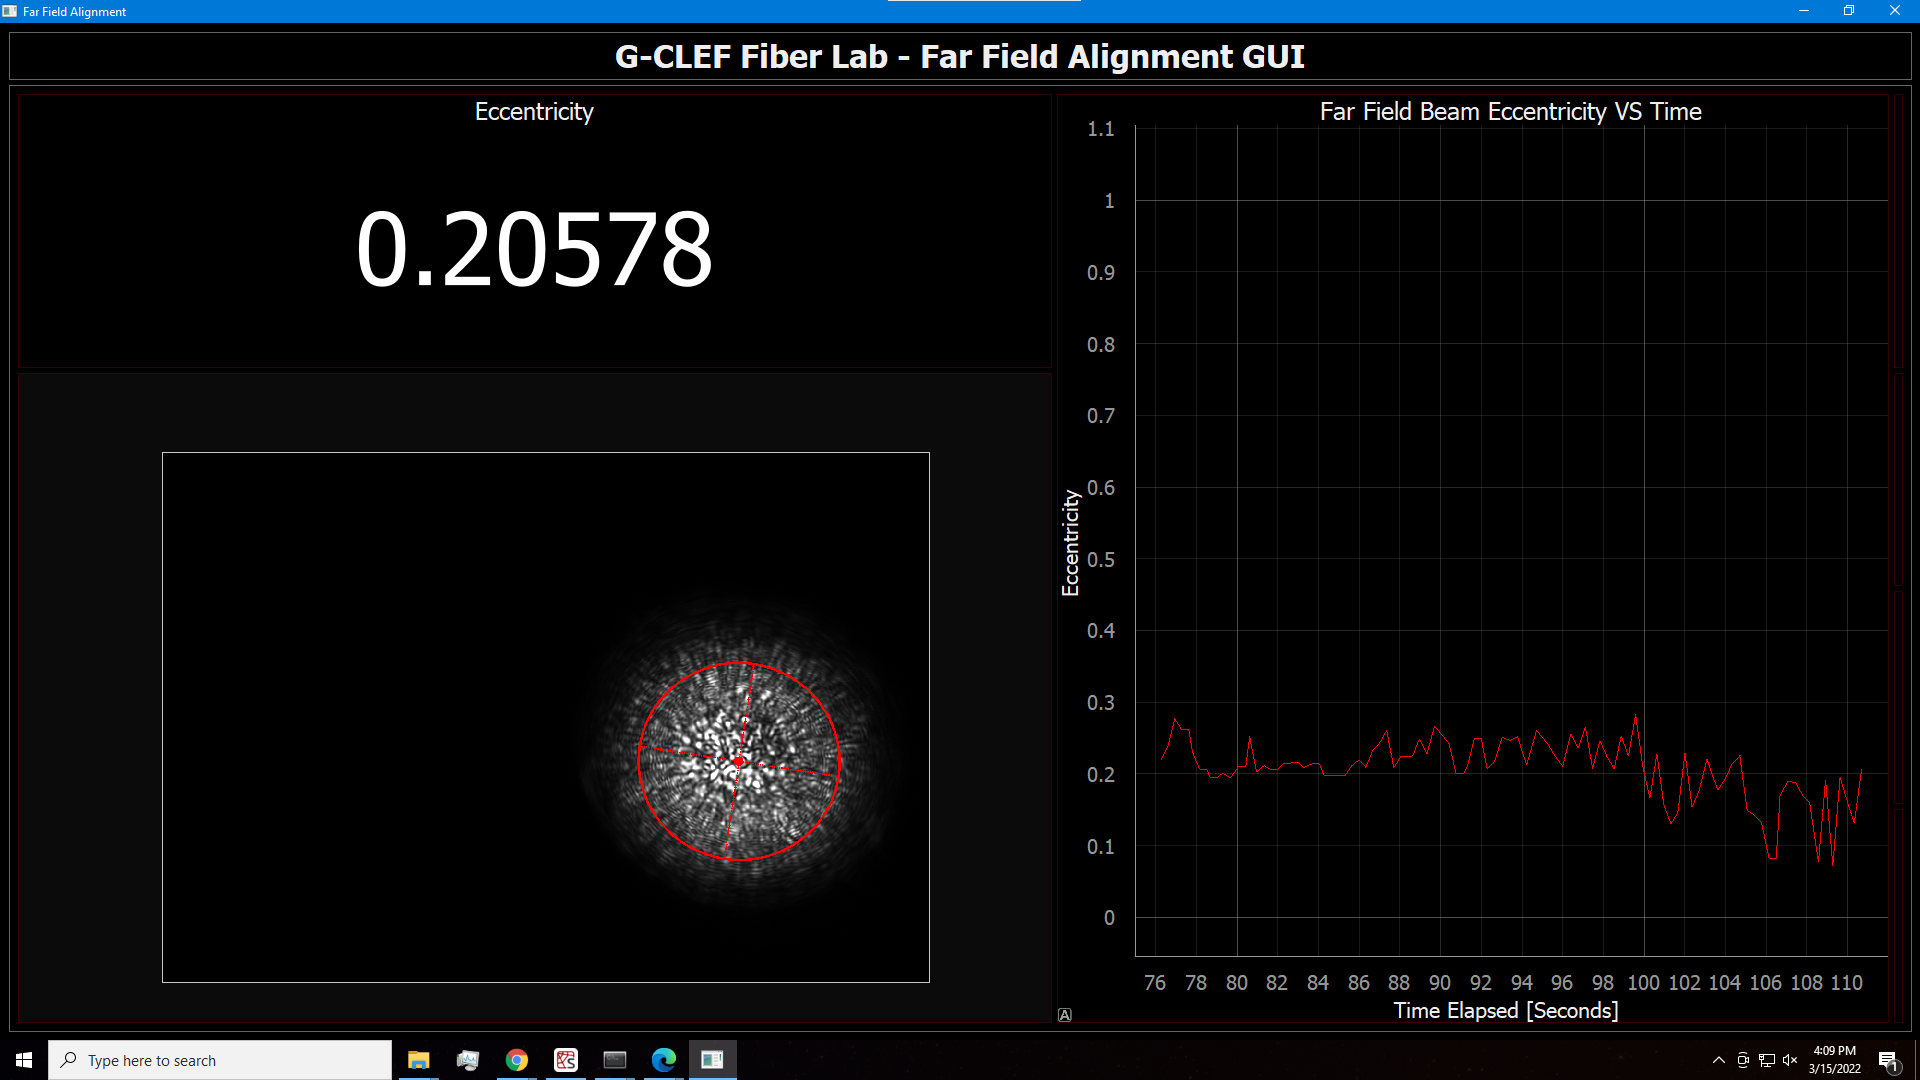 Far Field Alignment
G-CLEF Fiber Lab - Far Field Alignment GUI
Eccentricity
0.20578
Far Field Beam Eccentricity VS Time
1.1
1
0.9
0.8
0.7
0.6
0.5
0.4
0.3
0.2
0.1
0
Eccentricity
76 78 80 82 84 86 88 90 92 94 96 98 100 102 104 106 108 110
Time Elapsed [Seconds]
A
Type here to search
4:09 PM
3/15/2022
1